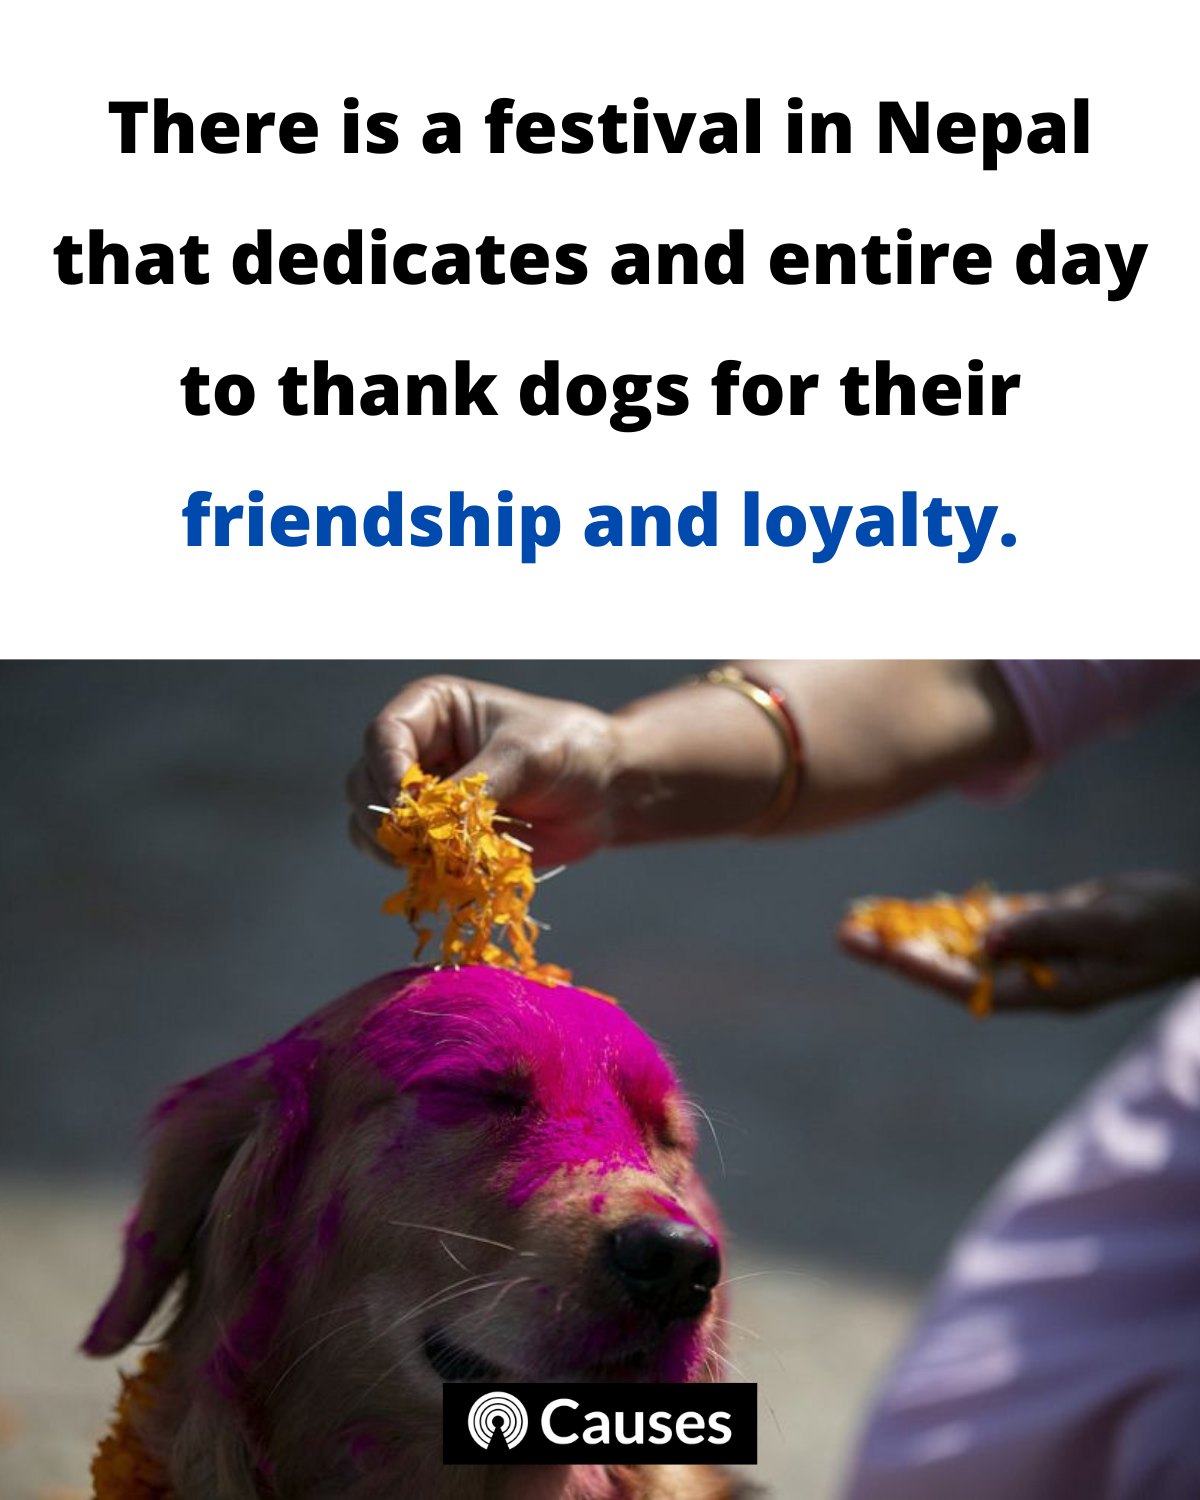 There is a festival in Nepal
that dedicates and entire day
to thank dogs for their
friendship and loyalty.
Causes